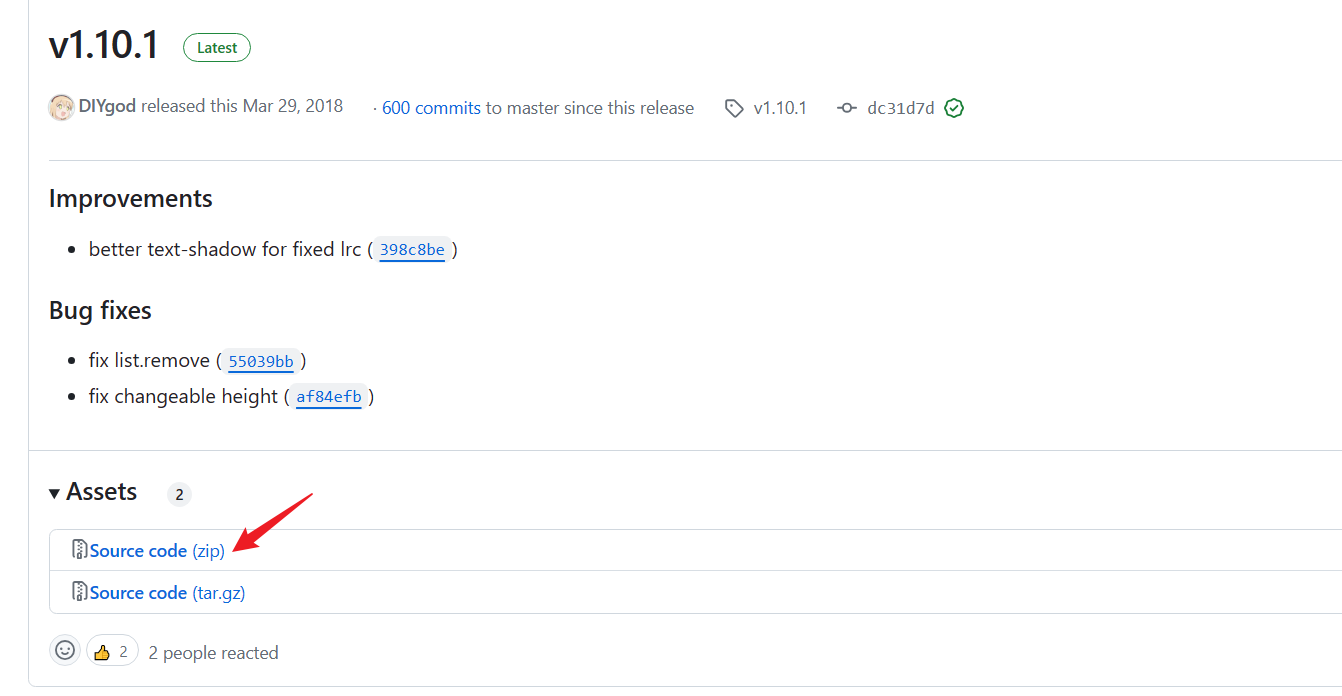 v1.10.1 Latest
DIYgod released this Mar 29, 2018 · 600 commits to master since this release v1.10.1 dc31d7d
Improvements
• better text-shadow for fixed lrc ( 398c8be )
Bug fixes
• fix list.remove ( 55039bb )
• fix changeable height ( af84efb )
▾ Assets 2
Source code (zip)
Source code (tar.gz)
👍 2 2 people reacted